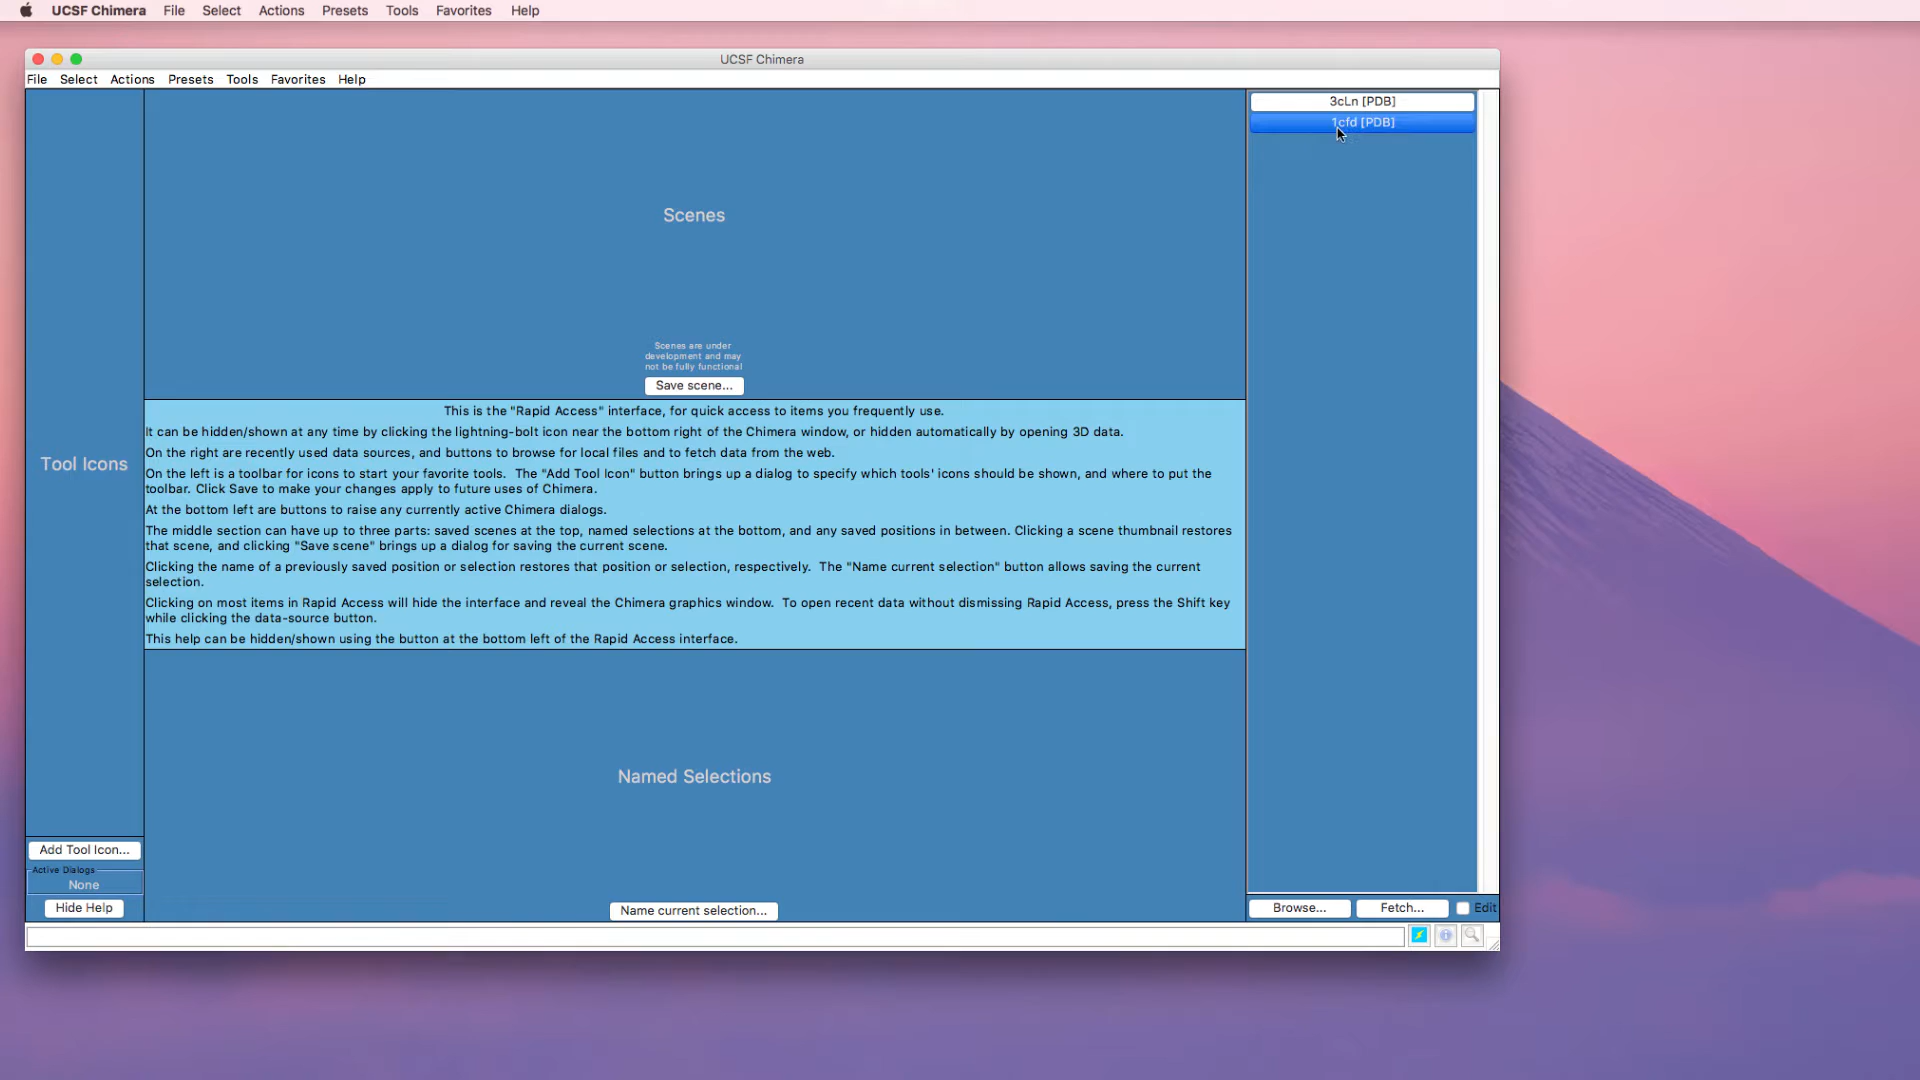 UCSF Chimera File Select Actions Presets Tools Favorites Help
UCSF Chimera
File Select Actions Presets Tools Favorites Help
3cLn [PDB]
1cfd [PDB]
Scenes
Scenes are under
development and may
not be fully functional
Save scene...
This is the "Rapid Access" interface, for quick access to items you frequently use.
It can be hidden/shown at any time by clicking the lightning-bolt icon near the bottom right of the Chimera window, or hidden automatically by opening 3D data.
On the right are recently used data sources, and buttons to browse for local files and to fetch data from the web.
On the left is a toolbar for icons to start your favorite tools. The "Add Tool Icon" button brings up a dialog to specify which tools' icons should be shown, and where to put the
toolbar. Click Save to make your changes apply to future uses of Chimera.
At the bottom left are buttons to raise any currently active Chimera dialogs.
The middle section can have up to three parts: saved scenes at the top, named selections at the bottom, and any saved positions in between. Clicking a scene thumbnail restores
that scene, and clicking "Save scene" brings up a dialog for saving the current scene.
Clicking the name of a previously saved position or selection restores that position or selection, respectively. The "Name current selection" button allows saving the current
selection.
Clicking on most items in Rapid Access will hide the interface and reveal the Chimera graphics window. To open recent data without dismissing Rapid Access, press the Shift key
while clicking the data-source button.
This help can be hidden/shown using the button at the bottom left of the Rapid Access interface.
Tool Icons
Named Selections
Add Tool Icon...
Active Dialogs
None
Hide Help
Name current selection...
Browse... Fetch... Edit